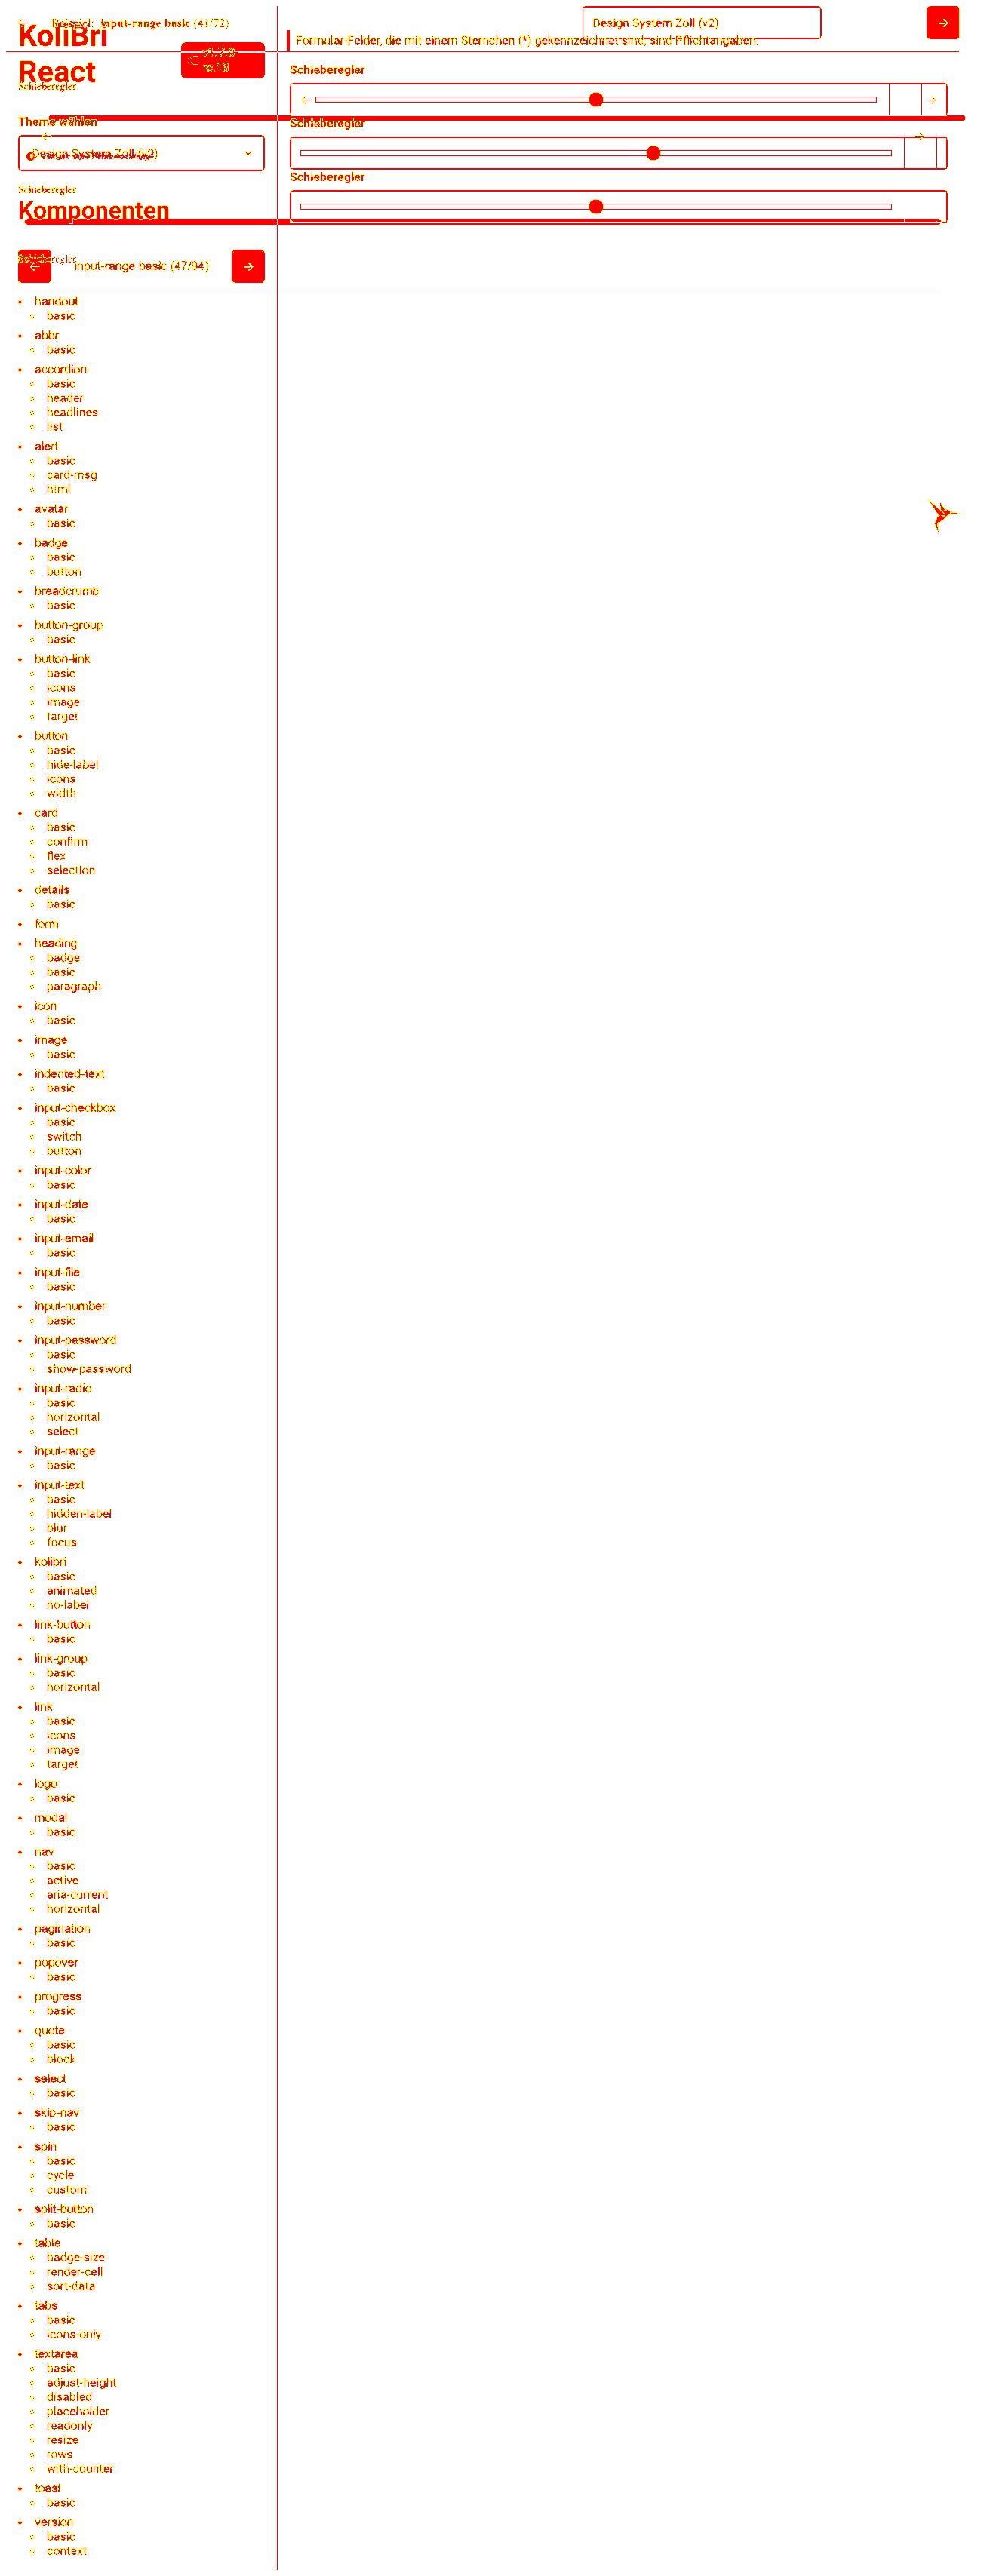 Beispiel: input-range basic (41/72)
Design System Zoll (v2)
KoliBri
React
v1.7.0
rc.13
Formular-Felder, die mit einem Sternchen (*) gekennzeichnet sind, sind Pflichtangaben.
Schieberegler
Schieberegler
Theme wählen
Schieberegler
Design System Zoll (v2)
Schieberegler
Schieberegler
Komponenten
Schieberegler
input-range basic (47/94)
handout
basic
abbr
basic
accordion
basic
header
headlines
list
alert
basic
card-msg
html
avatar
basic
badge
basic
button
breadcrumb
basic
button-group
basic
button-link
basic
icons
image
target
button
basic
hide-label
icons
width
card
basic
confirm
flex
selection
details
basic
form
heading
badge
basic
paragraph
icon
basic
image
basic
indented-text
basic
input-checkbox
basic
switch
button
input-color
basic
input-date
basic
input-email
basic
input-file
basic
input-number
basic
input-password
basic
show-password
input-radio
basic
horizontal
select
input-range
basic
input-text
basic
hidden-label
blur
focus
kolibri
basic
animated
no-label
link-button
basic
link-group
basic
horizontal
link
basic
icons
image
target
logo
basic
modal
basic
nav
basic
active
aria-current
horizontal
pagination
basic
popover
basic
progress
basic
quote
basic
block
select
basic
skip-nav
basic
spin
basic
cycle
custom
split-button
basic
table
badge-size
render-cell
sort-data
tabs
basic
icons-only
textarea
basic
adjust-height
disabled
placeholder
readonly
resize
rows
with-counter
toast
basic
version
basic
context